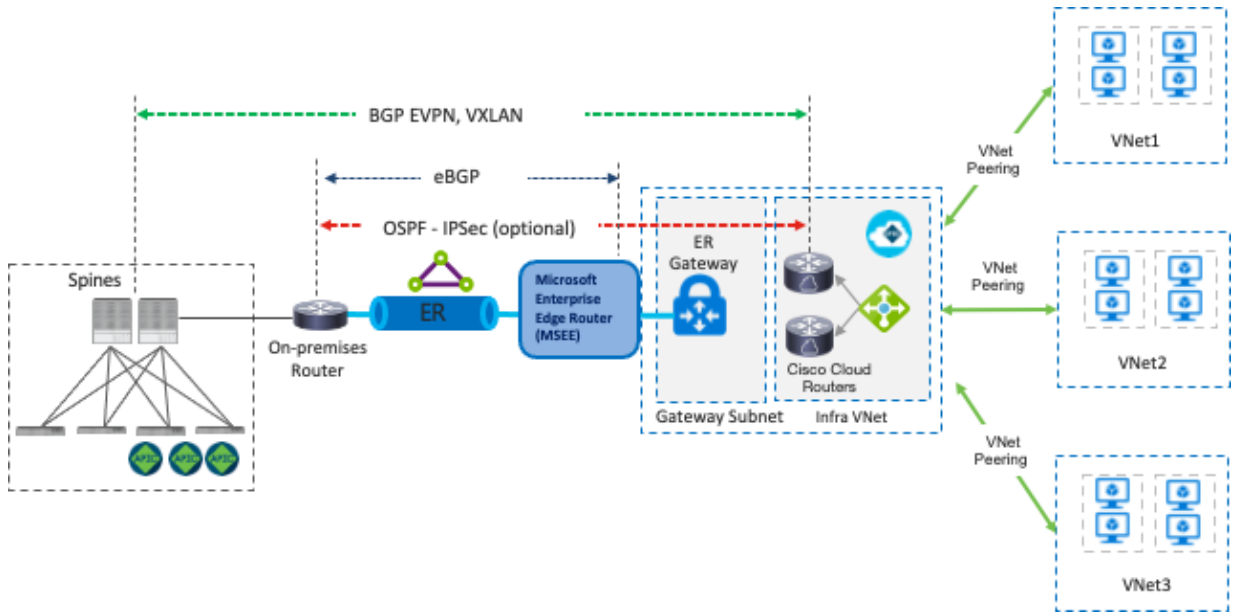 BGP EVPN, VXLAN
eBGP
OSPF - IPSec (optional)
Spines
APIC
APIC
APIC
On-premises
Router
ER
Microsoft
Enterprise
Edge Router
(MSEE)
ER
Gateway
Gateway Subnet
Cisco Cloud
Routers
Infra VNet
VNet
Peering
VNet1
VNet
Peering
VNet2
VNet
Peering
VNet3